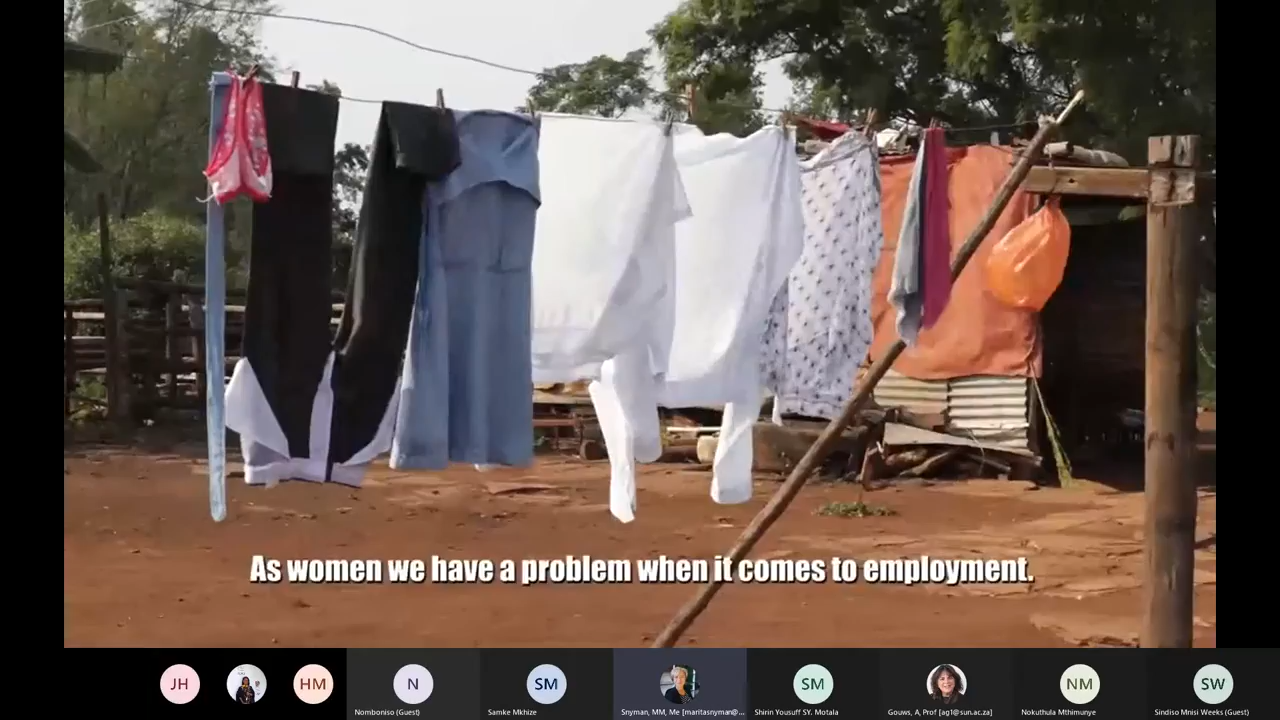 As women we have a problem when it comes to employment.
JH
HM
N
SM
SM
NM
SW
Nomboniso (Guest)
Samke Mkhize
Snyman, MM, Me [maritasnyman@...
Shirin Yousuff SY. Motala
Gouws, A, Prof [ag1@sun.ac.za]
Nokuthula Mthimunye
Sindiso Mnisi Weeks (Guest)